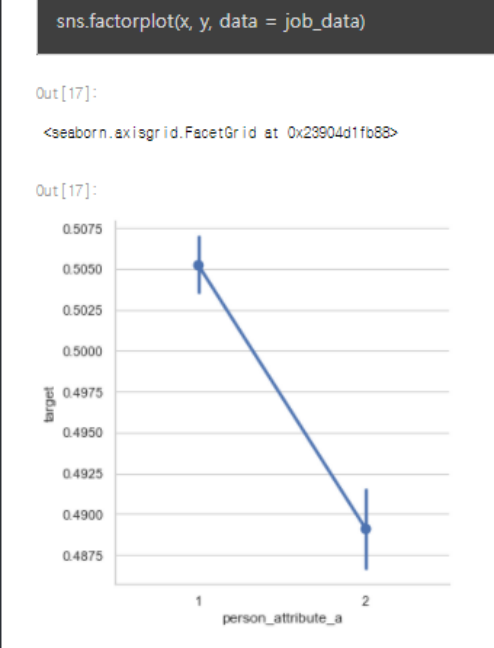 sns.factorplot(x, y, data = job_data)
Out[17]:
<seaborn.axisgrid.FacetGrid at 0x23904d1fb88>
Out[17]:
0.5075
0.5050
0.5025
0.5000
0.4975
0.4950
0.4925
0.4900
0.4875
target
1 2
person_attribute_a